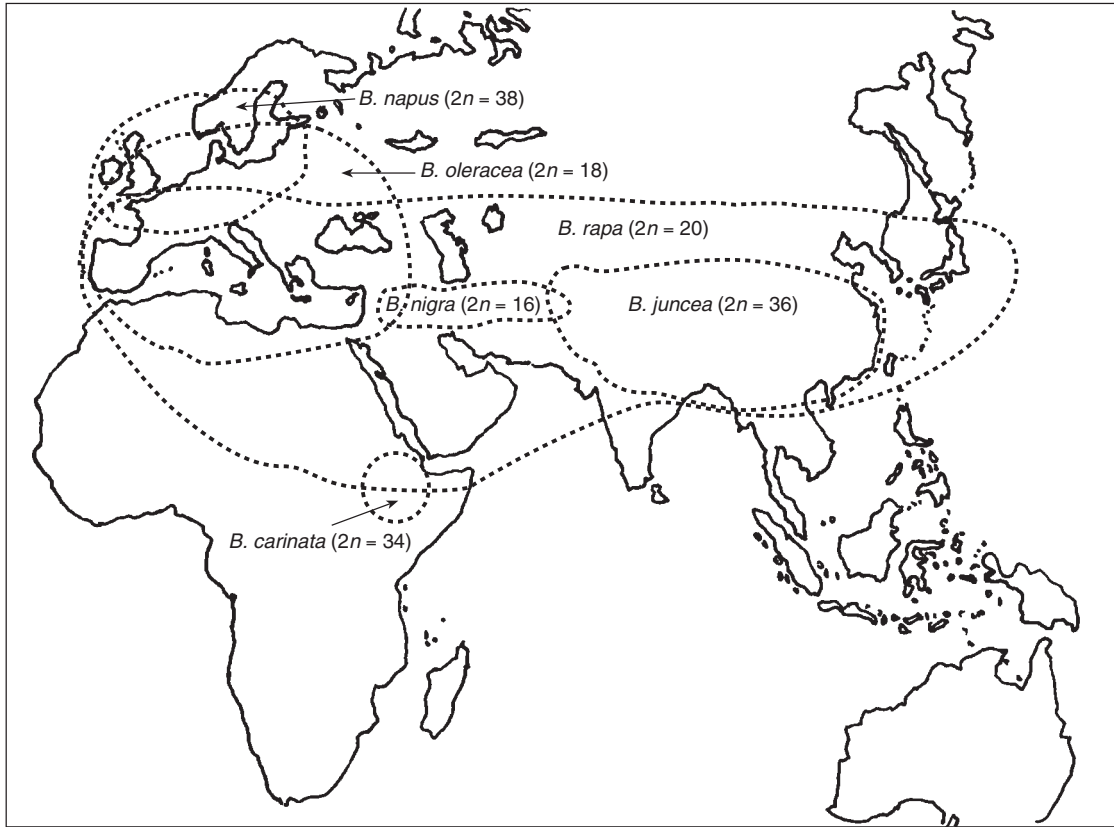 B. napus (2n = 38)
B. oleracea (2n = 18)
B. rapa (2n = 20)
B. nigra (2n = 16)
B. juncea (2n = 36)
B. carinata (2n = 34)